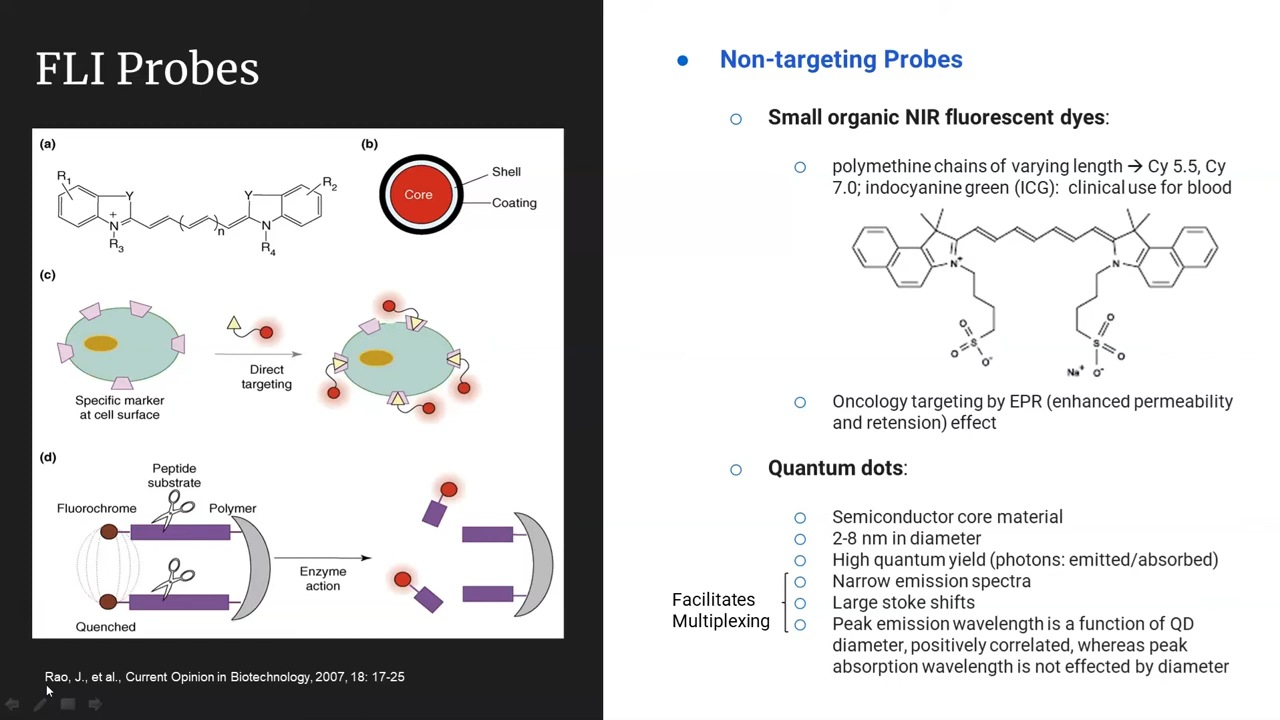 FLI Probes
(a)
R1
Y
+
N
R3
n
Y
N
R4
R2
(b)
Core
Shell
Coating
(c)
Specific marker
at cell surface
Direct
targeting
(d)
Peptide
substrate
Fluorochrome
Polymer
Quenched
Enzyme
action
Rao, J., et al., Current Opinion in Biotechnology, 2007, 18: 17-25
Non-targeting Probes
Small organic NIR fluorescent dyes:
polymethine chains of varying length → Cy 5.5, Cy
7.0; indocyanine green (ICG): clinical use for blood
N+
N
O
S
O
O-
O
S
O
Na+ O-
Oncology targeting by EPR (enhanced permeability
and retension) effect
Quantum dots:
Semiconductor core material
2-8 nm in diameter
High quantum yield (photons: emitted/absorbed)
Narrow emission spectra
Large stoke shifts
Peak emission wavelength is a function of QD
diameter, positively correlated, whereas peak
absorption wavelength is not effected by diameter
Facilitates
Multiplexing